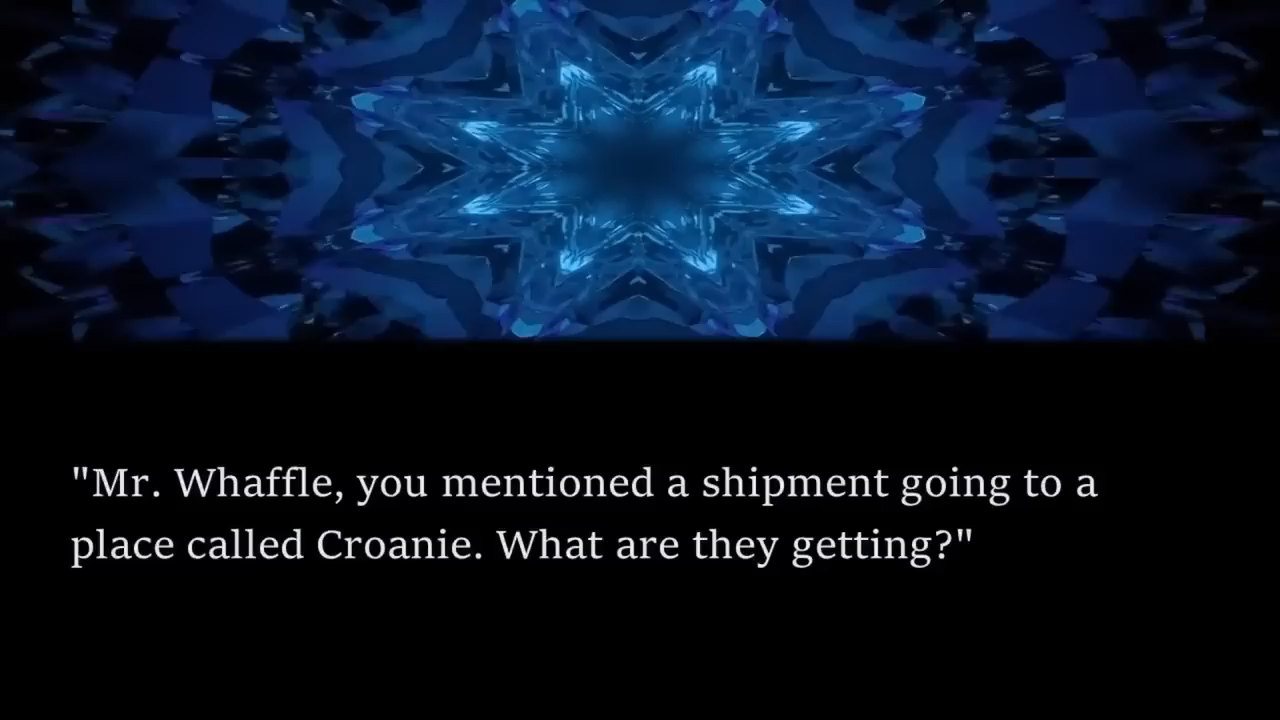 "Mr. Whaffle, you mentioned a shipment going to a
place called Croanie. What are they getting?"